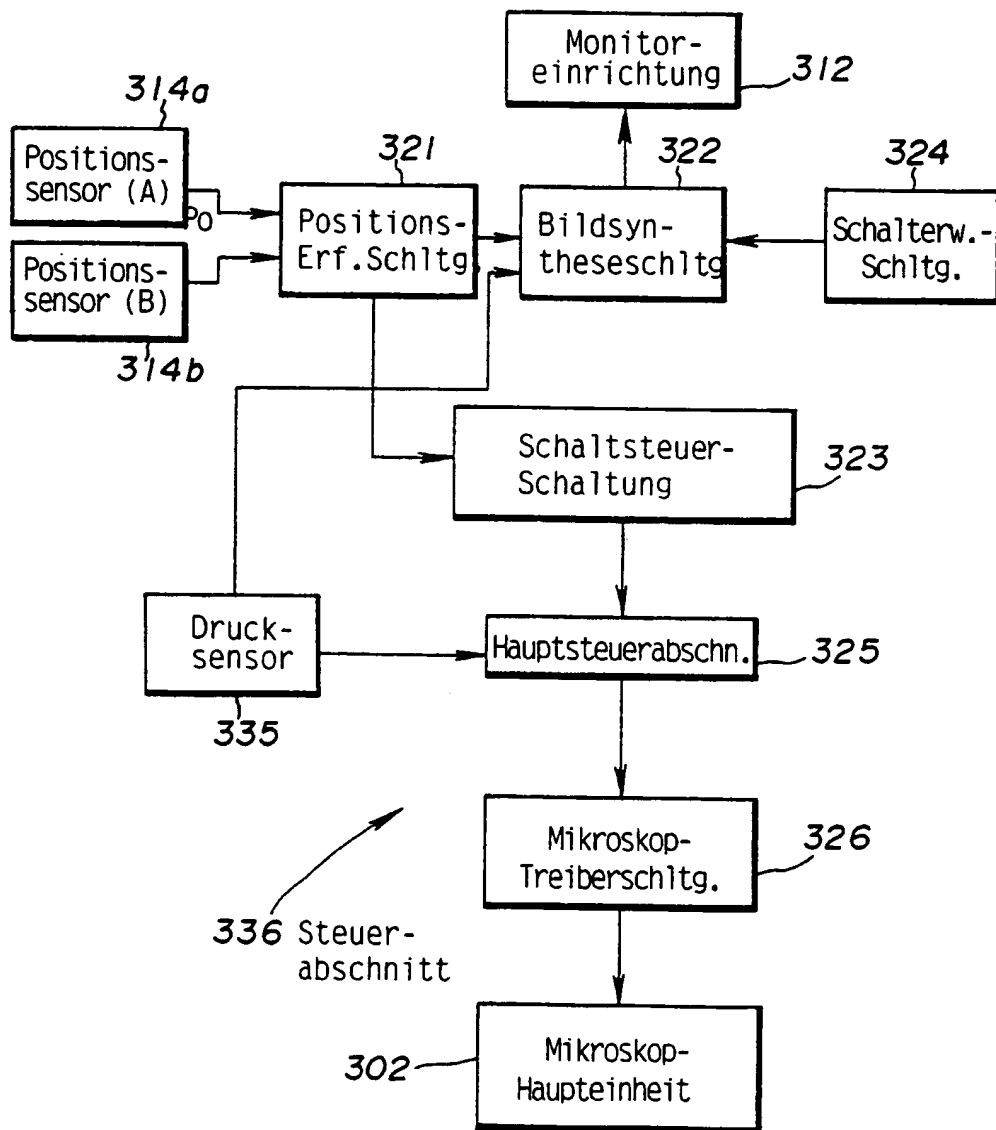 Monitor-
einrichtung
312
314a
Positions-
sensor (A)
Po
321
322
324
Positions-
Erf.Schltg.
Bildsyn-
theseschltg
Schalterw.-
Schltg.
Positions-
sensor (B)
314b
Schaltsteuer-
Schaltung
323
Druck-
sensor
335
Hauptsteuerabschn.
325
Mikroskop-
Treiberschltg.
326
336 Steuer-
abschnitt
Mikroskop-
Haupteinheit
302